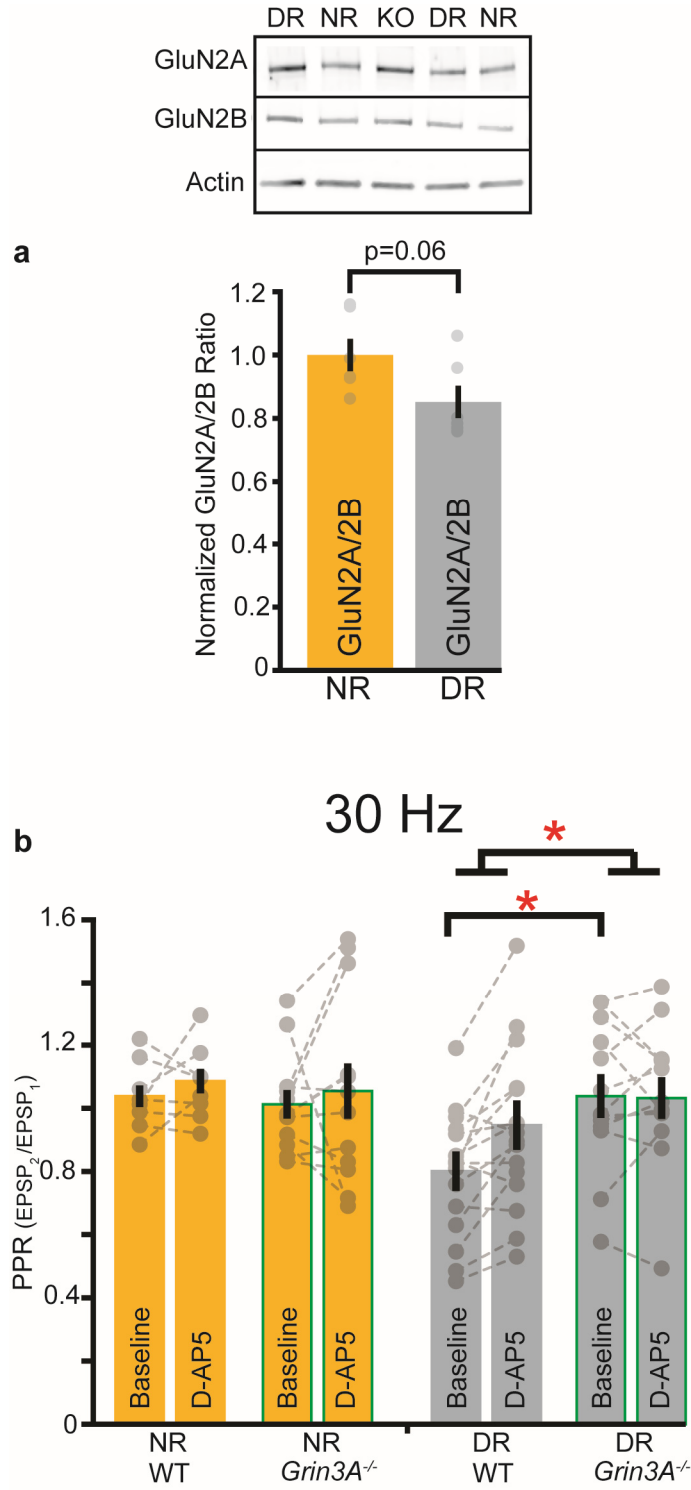 DR NR KO DR NR
GluN2A
GluN2B
Actin
a
p=0.06
Normalized GluN2A/2B Ratio
1.2
1.0
0.8
0.6
0.4
0.2
0
GluN2A/2B
GluN2A/2B
NR
DR
30 Hz
b
*
*
PPR (EPSP₂/EPSP₁)
1.6
1.2
0.8
0.4
0
Baseline
D-AP5
Baseline
D-AP5
Baseline
D-AP5
Baseline
D-AP5
NR
WT
NR
Grin3A⁻/⁻
DR
WT
DR
Grin3A⁻/⁻